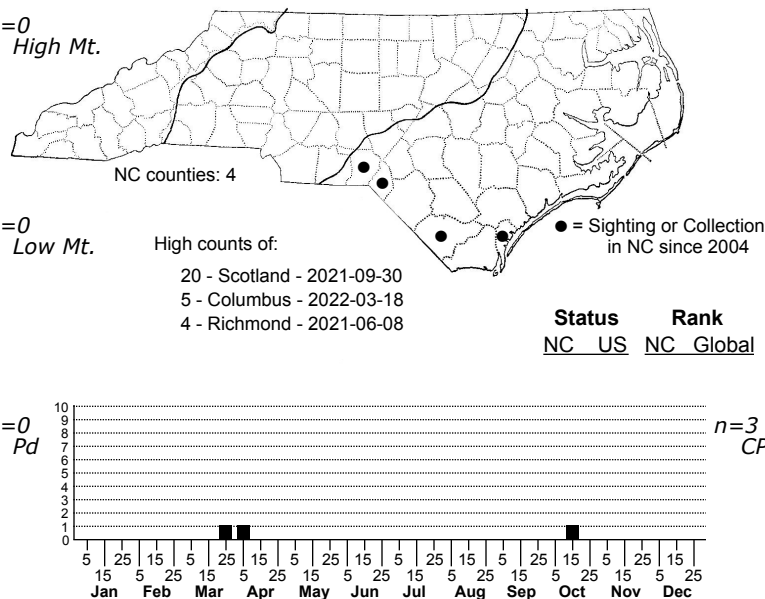 =0
High Mt.
NC counties: 4
=0
Low Mt.
High counts of:
20 - Scotland - 2021-09-30
5 - Columbus - 2022-03-18
4 - Richmond - 2021-06-08
● = Sighting or Collection
in NC since 2004
Status Rank
NC US NC Global
=0
Pd
n=3
CP
10
9
8
7
6
5
4
3
2
1
0
5 25 5 25 5 25 5 25 5 25 5 25 5 25 5 25 5 25 5 25 5 25 5 25
15 15 15 15 15 15 15 15 15 15 15 15
Jan Feb Mar Apr May Jun Jul Aug Sep Oct Nov Dec